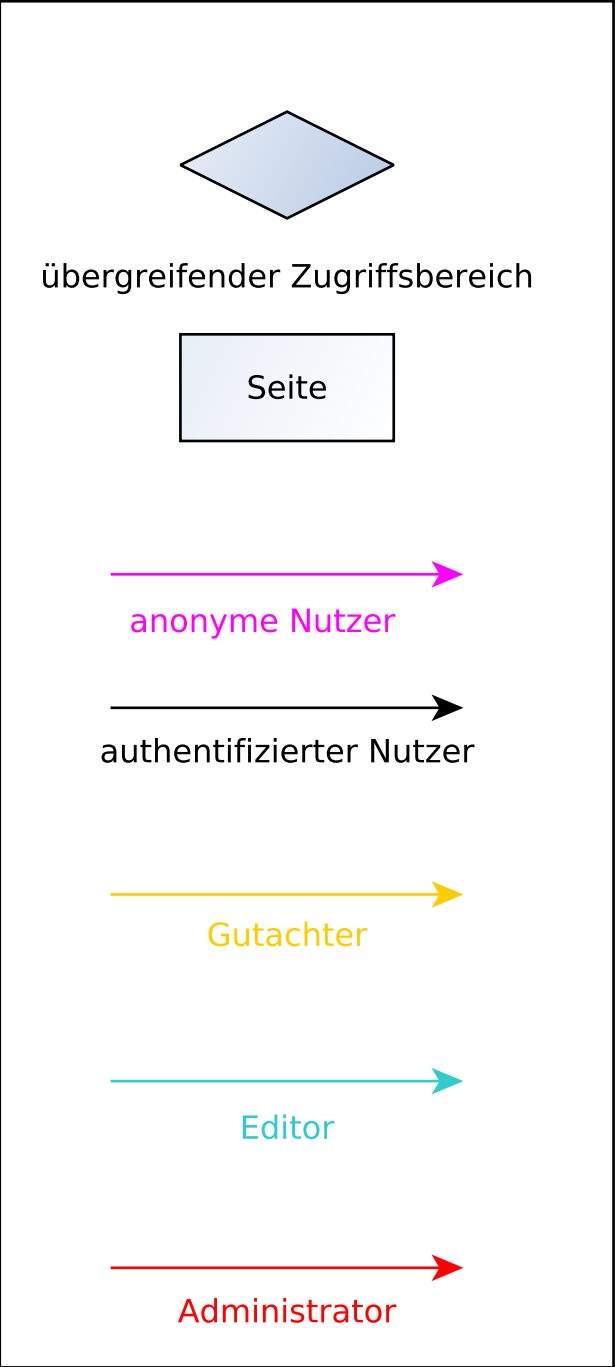 übergreifender Zugriffsbereich
Seite
anonyme Nutzer
authentifizierter Nutzer
Gutachter
Editor
Administrator